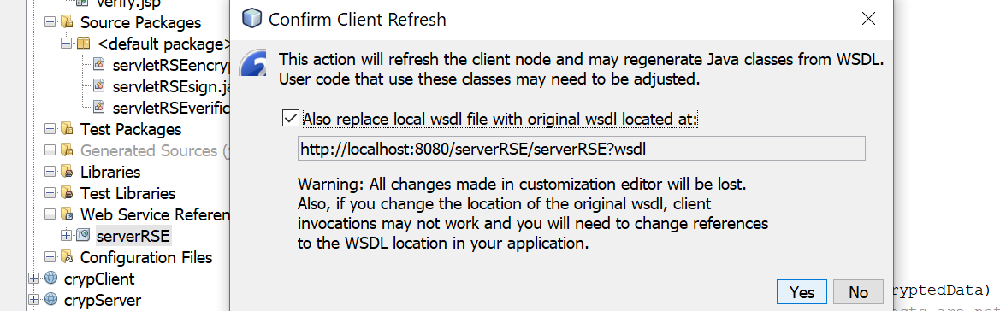 verify.jsp
Source Packages
<default package>
servletRSEencryp
servletRSEsign.ja
servletRSEverific
Test Packages
Generated Sources (
Libraries
Test Libraries
Web Service Referen
serverRSE
Configuration Files
crypClient
crypServer
Confirm Client Refresh
This action will refresh the client node and may regenerate Java classes from WSDL.
User code that use these classes may need to be adjusted.
Also replace local wsdl file with original wsdl located at:
http://localhost:8080/serverRSE/serverRSE?wsdl
Warning: All changes made in customization editor will be lost.
Also, if you change the location of the original wsdl, client
invocations may not work and you will need to change references
to the WSDL location in your application.
Yes
No
cryptedData)